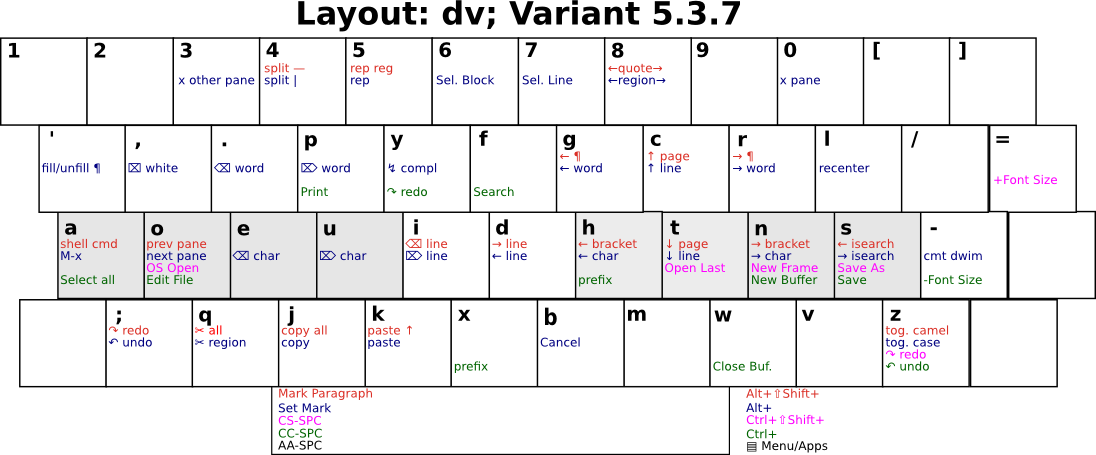 Layout: dv; Variant 5.3.7
1
2
3
x other pane
4
split —
split |
5
rep reg
rep
6
Sel. Block
7
Sel. Line
8
←quote→
←region→
9
0
x pane
[
]
'
fill/unfill ¶
,
⌧ white
.
⌫ word
p
⌦ word
Print
y
↯ compl
↷ redo
f
Search
g
← ¶
← word
c
↑ page
↑ line
r
→ ¶
→ word
l
recenter
/
=
+Font Size
a
shell cmd
M-x
Select all
o
prev pane
next pane
OS Open
Edit File
e
⌫ char
u
⌦ char
i
⌫ line
⌦ line
d
→ line
← line
h
← bracket
← char
prefix
t
↓ page
↓ line
Open Last
n
→ bracket
→ char
New Frame
New Buffer
s
← isearch
→ isearch
Save As
Save
-
cmt dwim
-Font Size
;
↷ redo
↶ undo
q
✂ all
✂ region
j
copy all
copy
k
paste ↑
paste
x
prefix
b
Cancel
m
w
Close Buf.
v
z
tog. camel
tog. case
↷ redo
↶ undo
Mark Paragraph
Set Mark
CS-SPC
CC-SPC
AA-SPC
Alt+⇧Shift+
Alt+
Ctrl+⇧Shift+
Ctrl+
▤ Menu/Apps